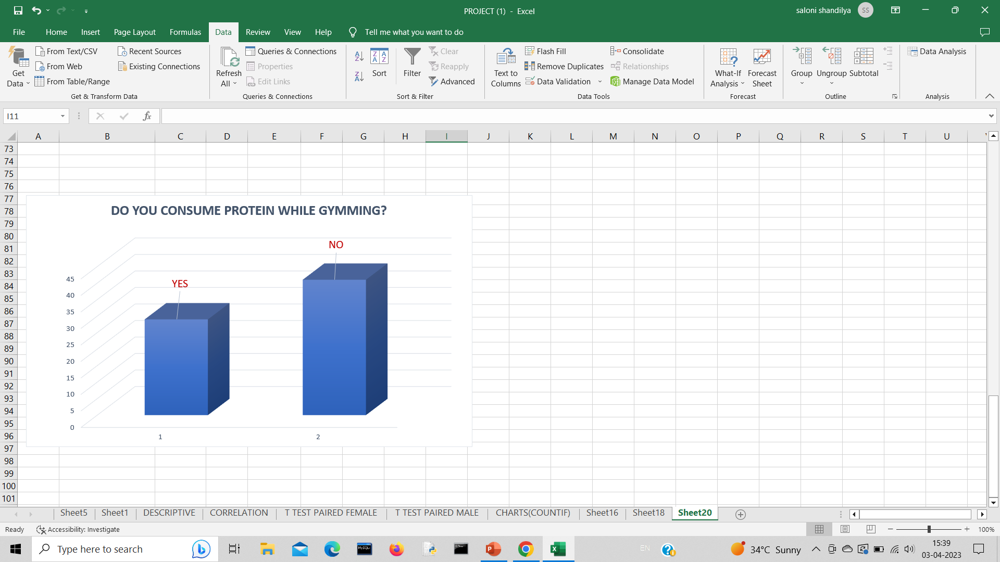 PROJECT (1) - Excel
saloni shandilya SS
File Home Insert Page Layout Formulas Data Review View Help Tell me what you want to do
Get Data
From Text/CSV
From Web
From Table/Range
Recent Sources
Existing Connections
Get & Transform Data
Refresh All
Queries & Connections
Properties
Edit Links
Queries & Connections
Sort
Filter
Clear
Reapply
Advanced
Sort & Filter
Text to Columns
Flash Fill
Remove Duplicates
Data Validation
Consolidate
Relationships
Manage Data Model
Data Tools
What-If Analysis
Forecast Sheet
Forecast
Group
Ungroup
Subtotal
Outline
Data Analysis
Analysis
I11
fx
A B C D E F G H I J K L M N O P Q R S T U
73
74
75
76
77
78
79
80
81
82
83
84
85
86
87
88
89
90
91
92
93
94
95
96
97
98
99
100
101
DO YOU CONSUME PROTEIN WHILE GYMMING?
NO
YES
45
40
35
30
25
20
15
10
5
0
1 2
Sheet5 Sheet1 DESCRIPTIVE CORRELATION T TEST PAIRED FEMALE T TEST PAIRED MALE CHARTS(COUNTIF) Sheet16 Sheet18 Sheet20
Ready Accessibility: Investigate 100%
Type here to search
MySQL
EN
34°C Sunny
15:39
03-04-2023